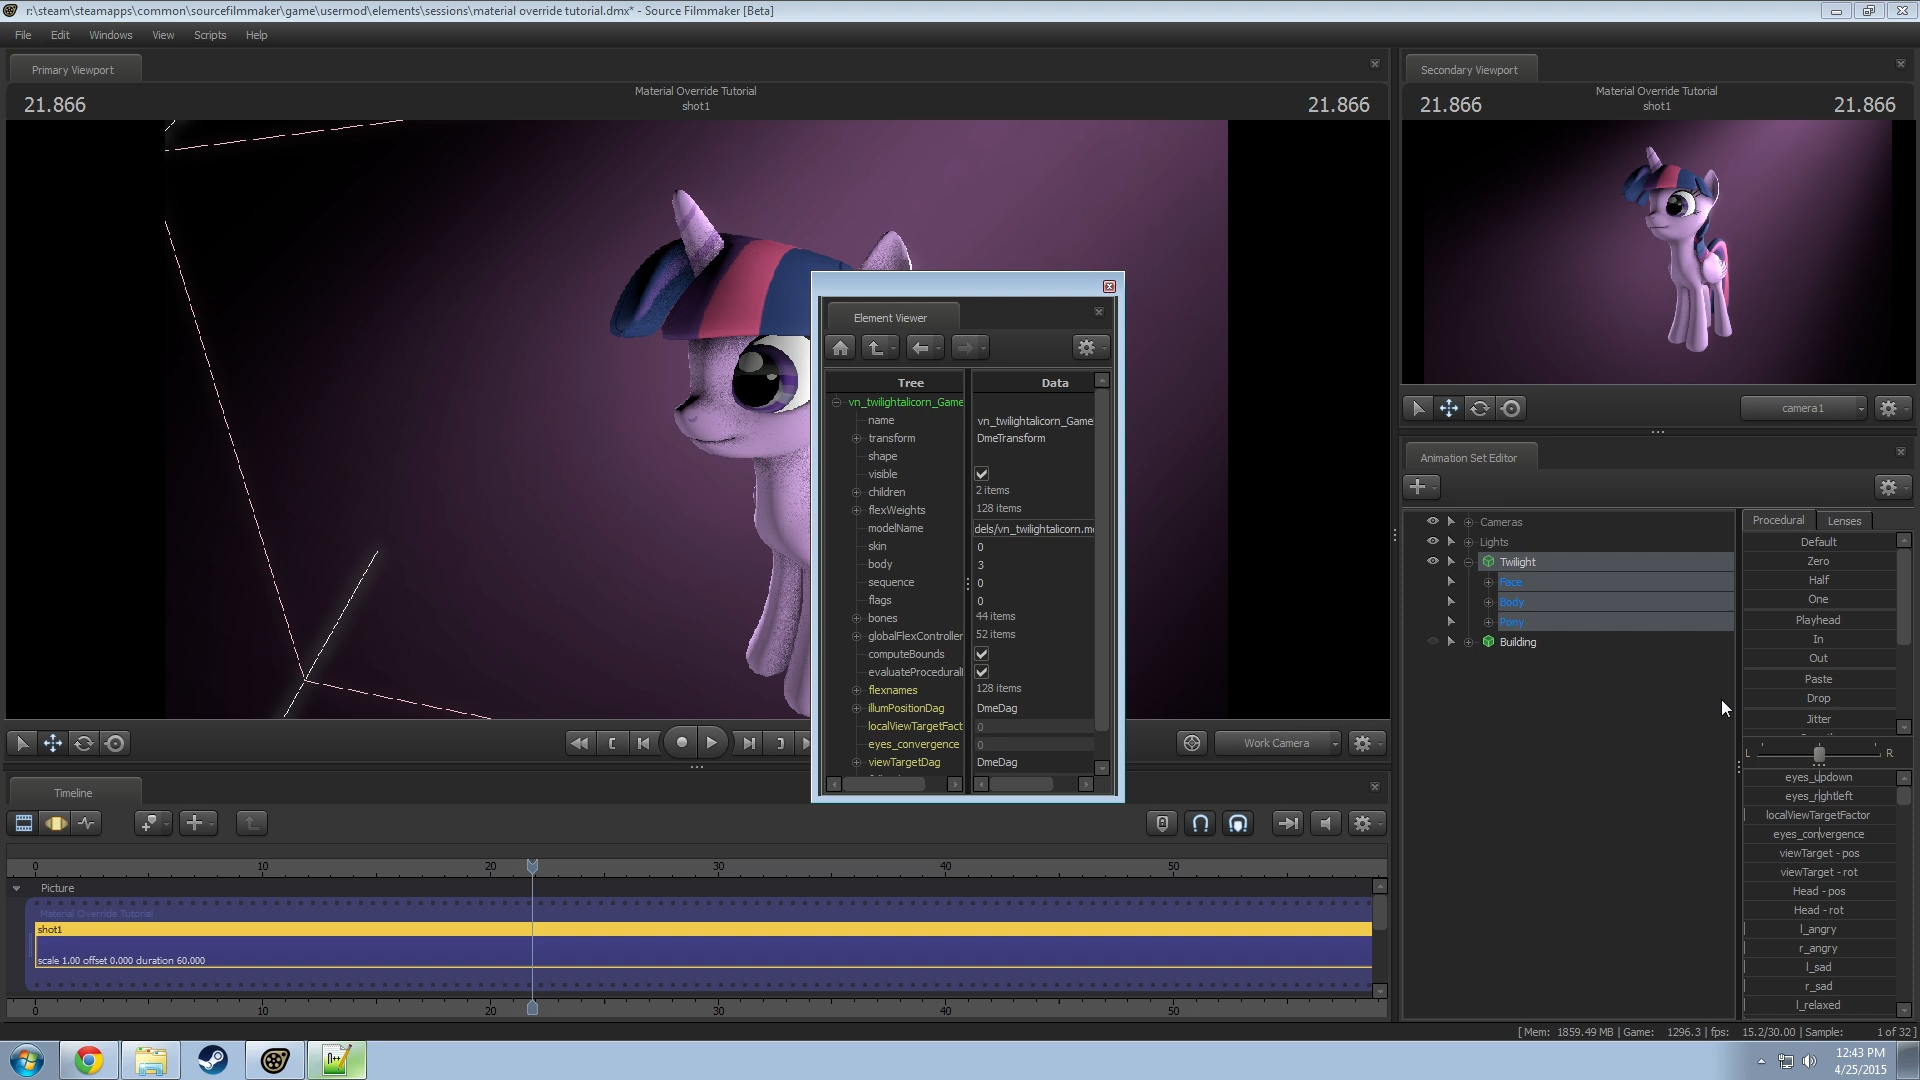 r:\steam\steamapps\common\sourcefilmmaker\game\usermod\elements\sessions\material override tutorial.dmx* - Source Filmmaker [Beta]
File Edit Windows View Scripts Help
Primary Viewport
21.866
Material Override Tutorial
shot1
21.866
Secondary Viewport
21.866
Material Override Tutorial
shot1
21.866
Element Viewer
Tree Data
vn_twilightalicorn_Game
name vn_twilightalicorn_Game
transform DmeTransform
shape
visible
children 2 items
flexWeights 128 items
modelName dels/vn_twilightalicorn.m
skin 0
body 3
sequence 0
flags 0
bones 44 items
globalFlexController 52 items
computeBounds
evaluateProcedural
flexnames 128 items
illumPositionDag DmeDag
localViewTargetFact 0
eyes_convergence 0
viewTargetDag DmeDag
camera1
Animation Set Editor
Cameras
Lights
Twilight
Face
Body
Pony
Building
Procedural Lenses
Default
Zero
Half
One
Playhead
In
Out
Paste
Drop
Jitter
L R
eyes_updown
eyes_rightleft
localViewTargetFactor
eyes_convergence
viewTarget - pos
viewTarget - rot
Head - pos
Head - rot
l_angry
r_angry
l_sad
r_sad
l_relaxed
Work Camera
Timeline
0 10 20 30 40 50
Picture
Material Override Tutorial
shot1
scale 1.00 offset 0.000 duration 60.000
0 10 20 30 40 50
[ Mem: 1859.49 MB | Game: 1296.3 | fps: 15.2/30.00 | Sample: 1 of 32 ]
12:43 PM
4/25/2015